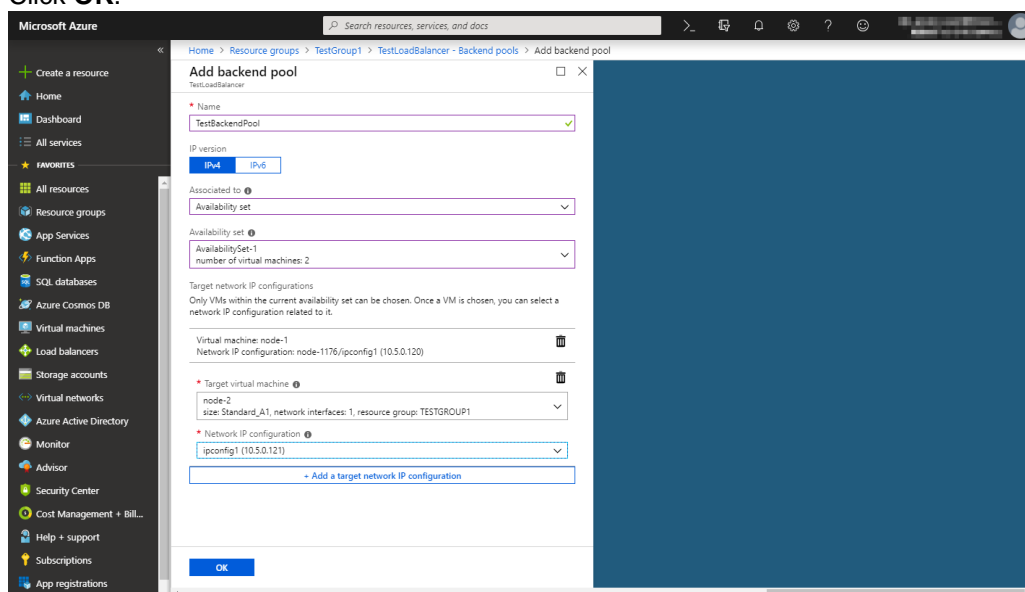 Click OK.
Microsoft Azure
Search resources, services, and docs
Home > Resource groups > TestGroup1 > TestLoadBalancer - Backend pools > Add backend pool
Create a resource
Home
Dashboard
All services
FAVORITES
All resources
Resource groups
App Services
Function Apps
SQL databases
Azure Cosmos DB
Virtual machines
Load balancers
Storage accounts
Virtual networks
Azure Active Directory
Monitor
Advisor
Security Center
Cost Management + Bill...
Help + support
Subscriptions
App registrations
Add backend pool
TestLoadBalancer
* Name
TestBackendPool
IP version
IPv4 IPv6
Associated to
Availability set
Availability set
AvailabilitySet-1
number of virtual machines: 2
Target network IP configurations
Only VMs within the current availability set can be chosen. Once a VM is chosen, you can select a
network IP configuration related to it.
Virtual machine: node-1
Network IP configuration: node-1176/ipconfig1 (10.5.0.120)
* Target virtual machine
node-2
size: Standard_A1, network interfaces: 1, resource group: TESTGROUP1
* Network IP configuration
ipconfig1 (10.5.0.121)
+ Add a target network IP configuration
OK